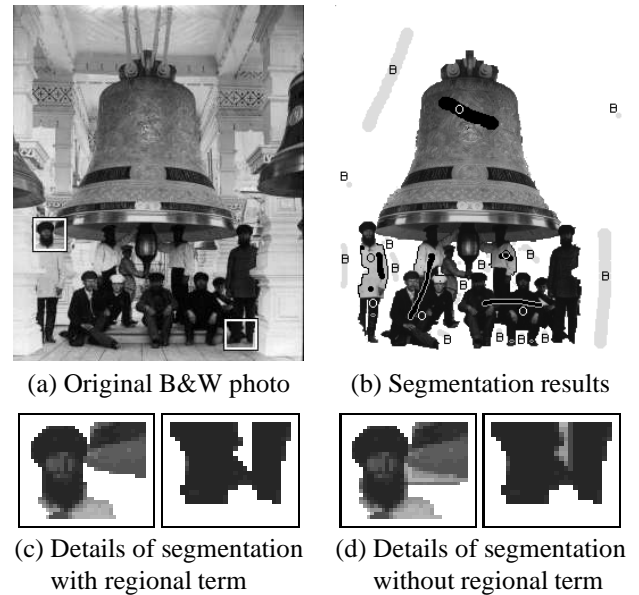 B
O
B
B
B
B
B
O
O
B
B
B
B
B
B
O
B
O
O
B
B
B
B
B
(a) Original B&W photo
(b) Segmentation results
(c) Details of segmentation
with regional term
(d) Details of segmentation
without regional term